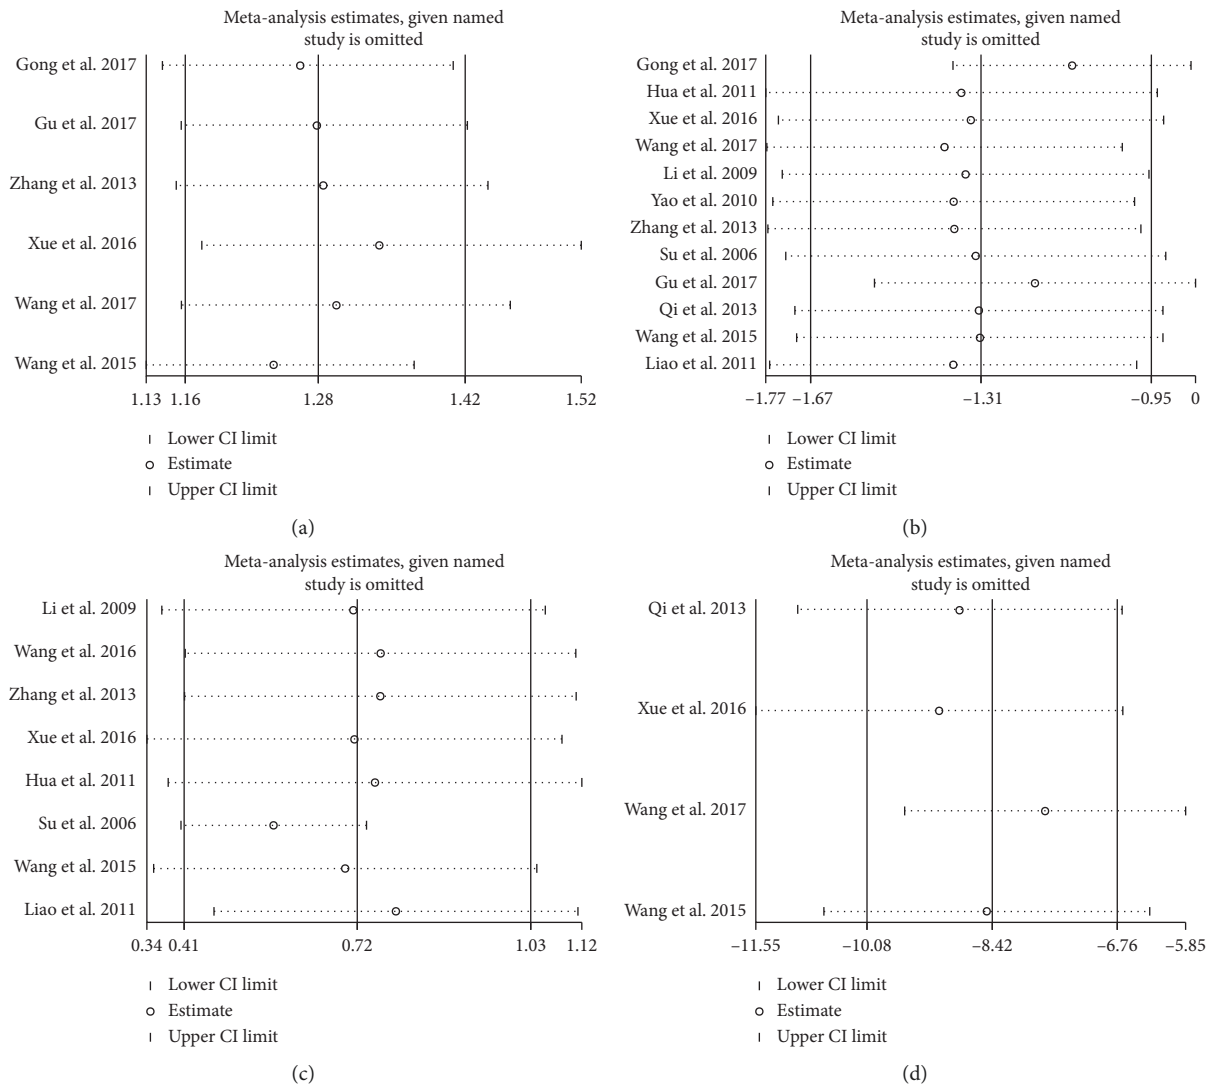 Meta-analysis estimates, given named
study is omitted
Gong et al. 2017
Gu et al. 2017
Zhang et al. 2013
Xue et al. 2016
Wang et al. 2017
Wang et al. 2015
1.13 1.16 1.28 1.42 1.52
Lower CI limit
Estimate
Upper CI limit
(a)
Meta-analysis estimates, given named
study is omitted
Gong et al. 2017
Hua et al. 2011
Xue et al. 2016
Wang et al. 2017
Li et al. 2009
Yao et al. 2010
Zhang et al. 2013
Su et al. 2006
Gu et al. 2017
Qi et al. 2013
Wang et al. 2015
Liao et al. 2011
−1.77 −1.67 −1.31 −0.95 0
Lower CI limit
Estimate
Upper CI limit
(b)
Meta-analysis estimates, given named
study is omitted
Li et al. 2009
Wang et al. 2016
Zhang et al. 2013
Xue et al. 2016
Hua et al. 2011
Su et al. 2006
Wang et al. 2015
Liao et al. 2011
0.34 0.41 0.72 1.03 1.12
Lower CI limit
Estimate
Upper CI limit
(c)
Meta-analysis estimates, given named
study is omitted
Qi et al. 2013
Xue et al. 2016
Wang et al. 2017
Wang et al. 2015
−11.55 −10.08 −8.42 −6.76 −5.85
Lower CI limit
Estimate
Upper CI limit
(d)